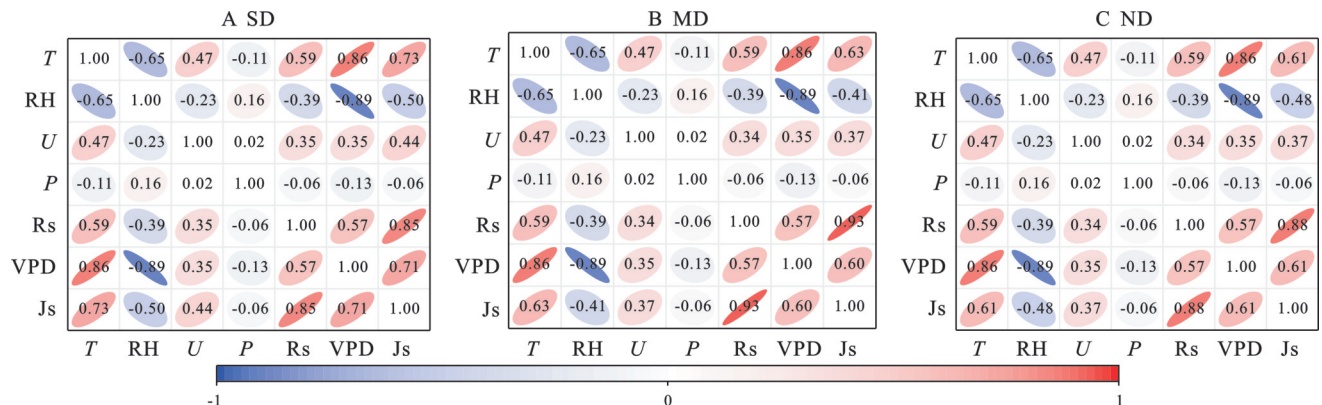 A SD
T 1.00 -0.65 0.47 -0.11 0.59 0.86 0.73
RH -0.65 1.00 -0.23 0.16 -0.39 -0.89 -0.50
U 0.47 -0.23 1.00 0.02 0.35 0.35 0.44
P -0.11 0.16 0.02 1.00 -0.06 -0.13 -0.06
Rs 0.59 -0.39 0.35 -0.06 1.00 0.57 0.85
VPD 0.86 -0.89 0.35 -0.13 0.57 1.00 0.71
Js 0.73 -0.50 0.44 -0.06 0.85 0.71 1.00
T RH U P Rs VPD Js
B MD
T 1.00 -0.65 0.47 -0.11 0.59 0.86 0.63
RH -0.65 1.00 -0.23 0.16 -0.39 -0.89 -0.41
U 0.47 -0.23 1.00 0.02 0.34 0.35 0.37
P -0.11 0.16 0.02 1.00 -0.06 -0.13 -0.06
Rs 0.59 -0.39 0.34 -0.06 1.00 0.57 0.93
VPD 0.86 -0.89 0.35 -0.13 0.57 1.00 0.60
Js 0.63 -0.41 0.37 -0.06 0.93 0.60 1.00
T RH U P Rs VPD Js
C ND
T 1.00 -0.65 0.47 -0.11 0.59 0.86 0.61
RH -0.65 1.00 -0.23 0.16 -0.39 -0.89 -0.48
U 0.47 -0.23 1.00 0.02 0.34 0.35 0.37
P -0.11 0.16 0.02 1.00 -0.06 -0.13 -0.06
Rs 0.59 -0.39 0.34 -0.06 1.00 0.57 0.88
VPD 0.86 -0.89 0.35 -0.13 0.57 1.00 0.61
Js 0.61 -0.48 0.37 -0.06 0.88 0.61 1.00
T RH U P Rs VPD Js
-1 0 1